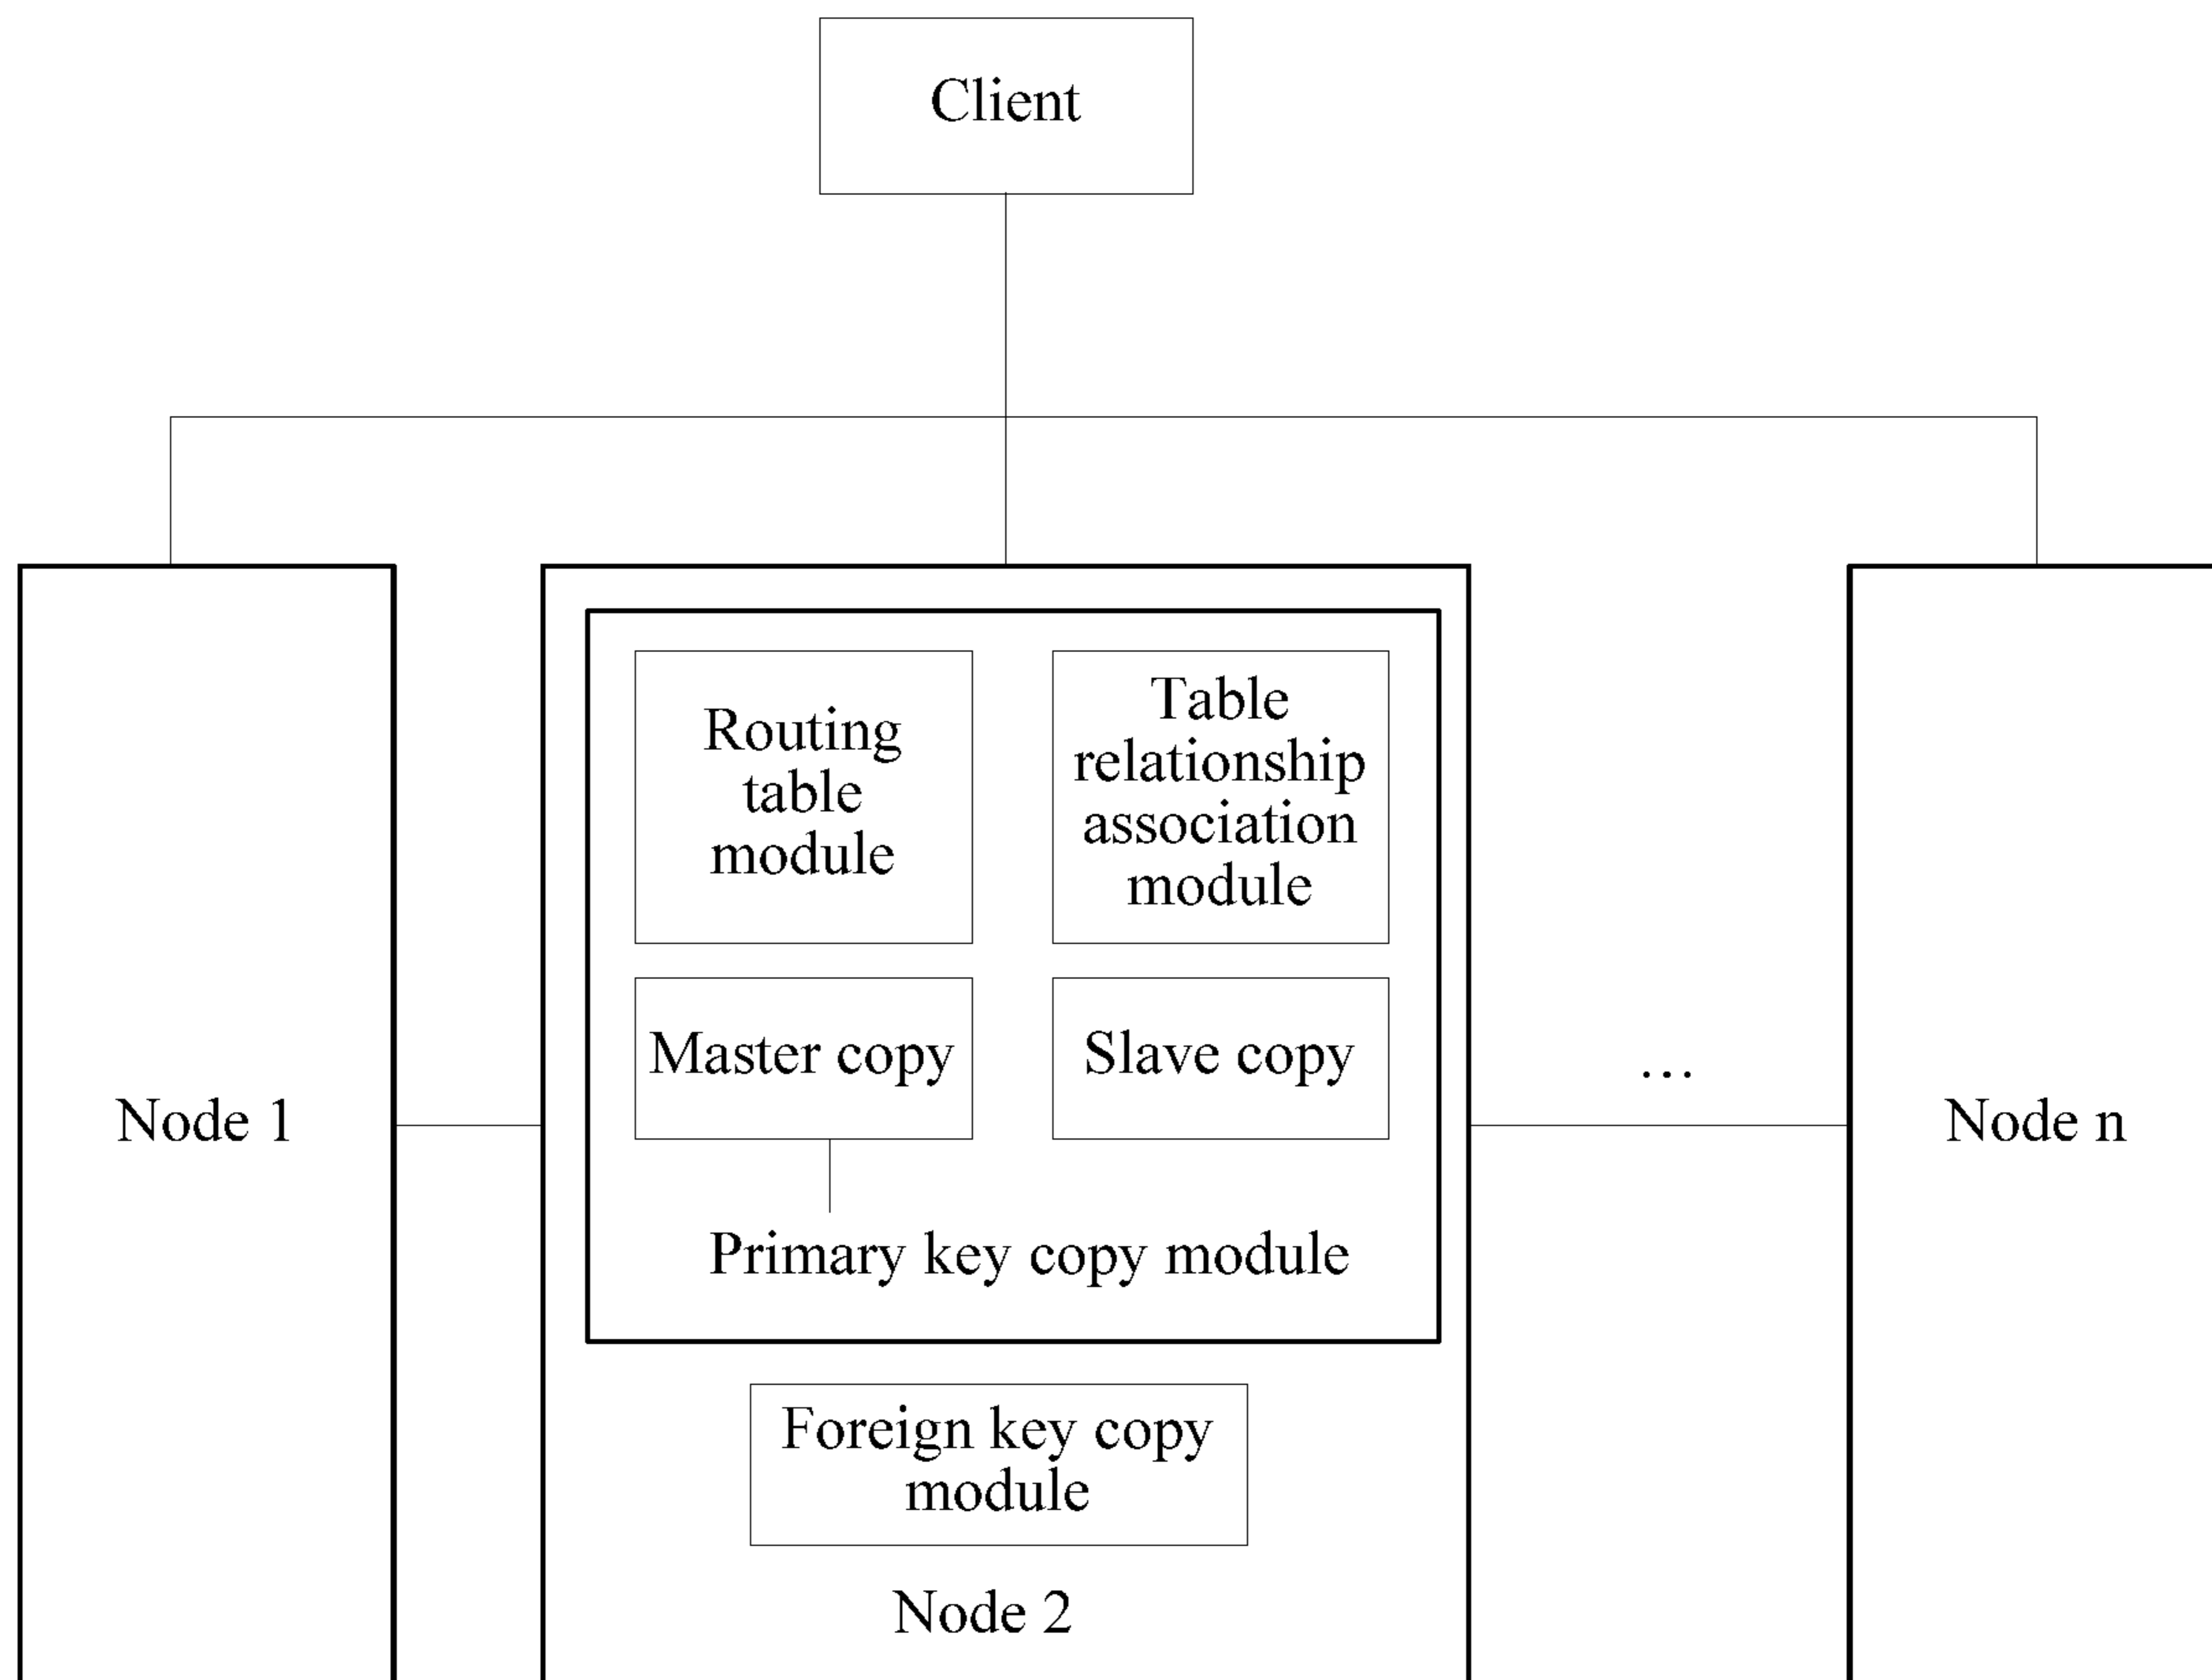 Client
Routing
table
module
Table
relationship
association
module
Master copy
Slave copy
...
Node 1
Node n
Primary key copy module
Foreign key copy
module
Node 2